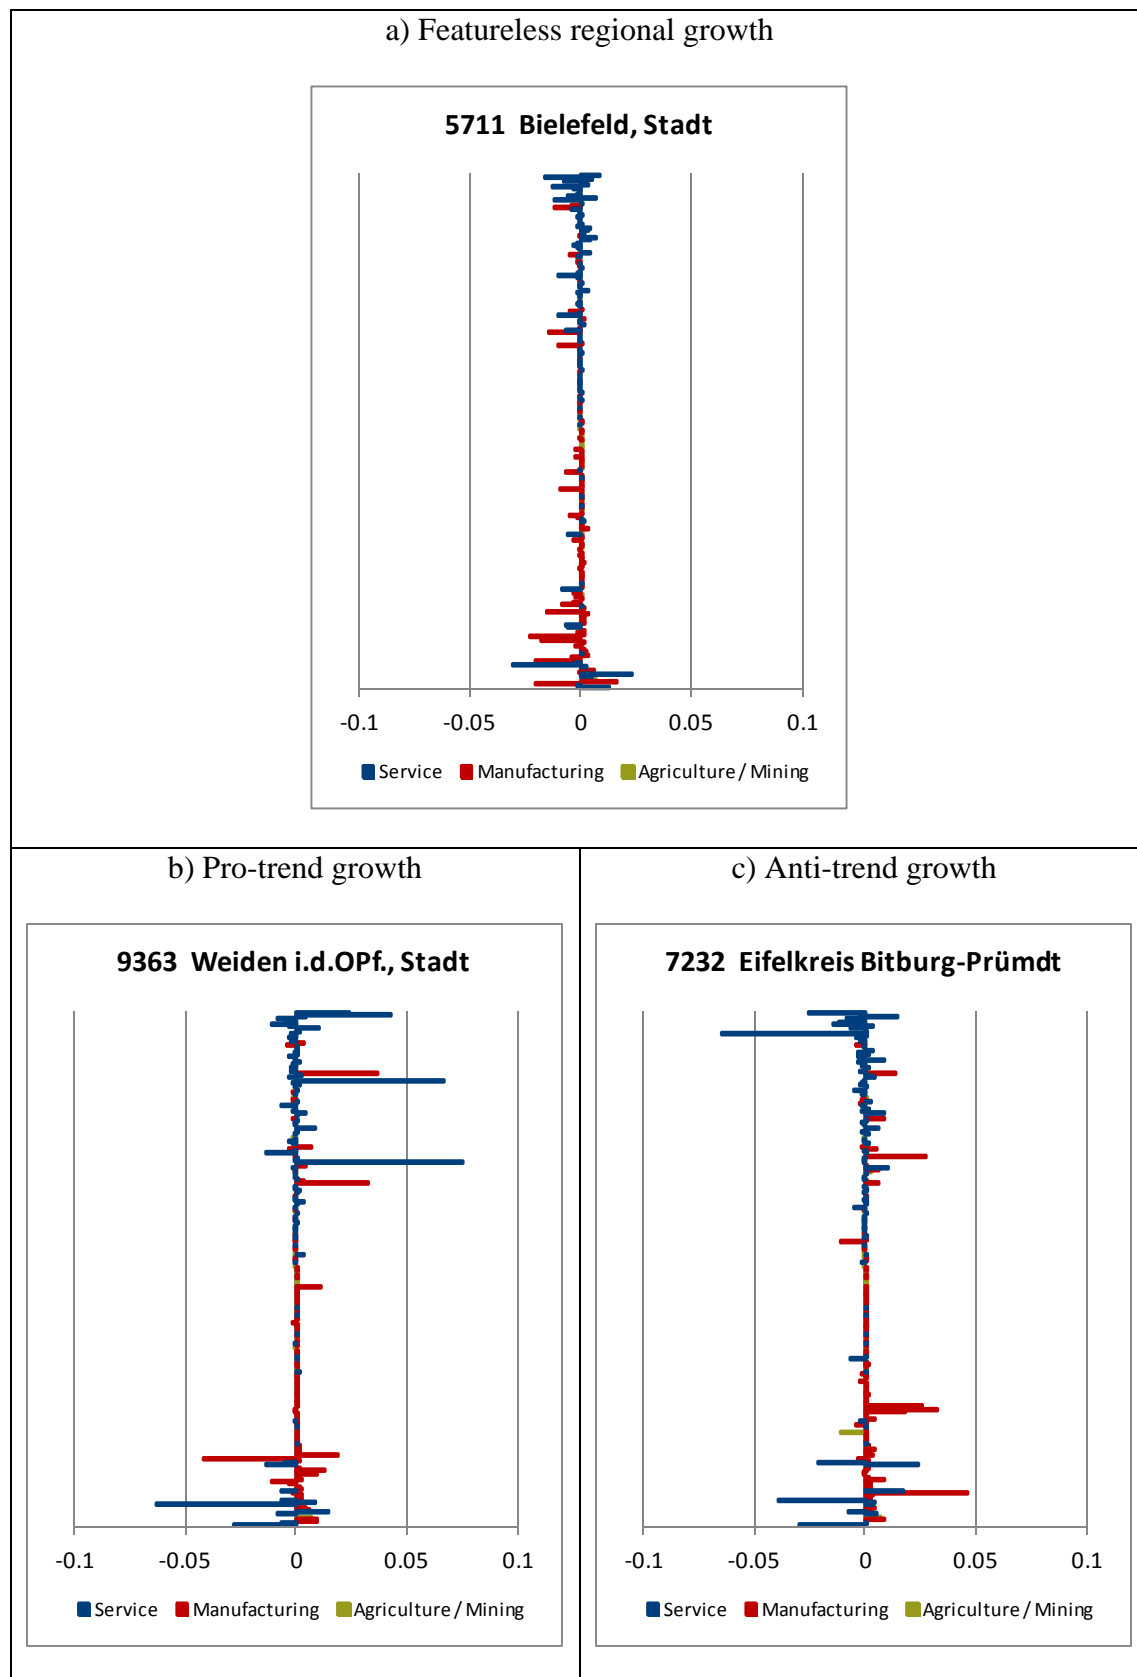 a) Featureless regional growth
5711 Bielefeld, Stadt
-0.1 -0.05 0 0.05 0.1
Service Manufacturing Agriculture / Mining
b) Pro-trend growth
9363 Weiden i.d.OPf., Stadt
-0.1 -0.05 0 0.05 0.1
Service Manufacturing Agriculture / Mining
c) Anti-trend growth
7232 Eifelkreis Bitburg-Prümdt
-0.1 -0.05 0 0.05 0.1
Service Manufacturing Agriculture / Mining